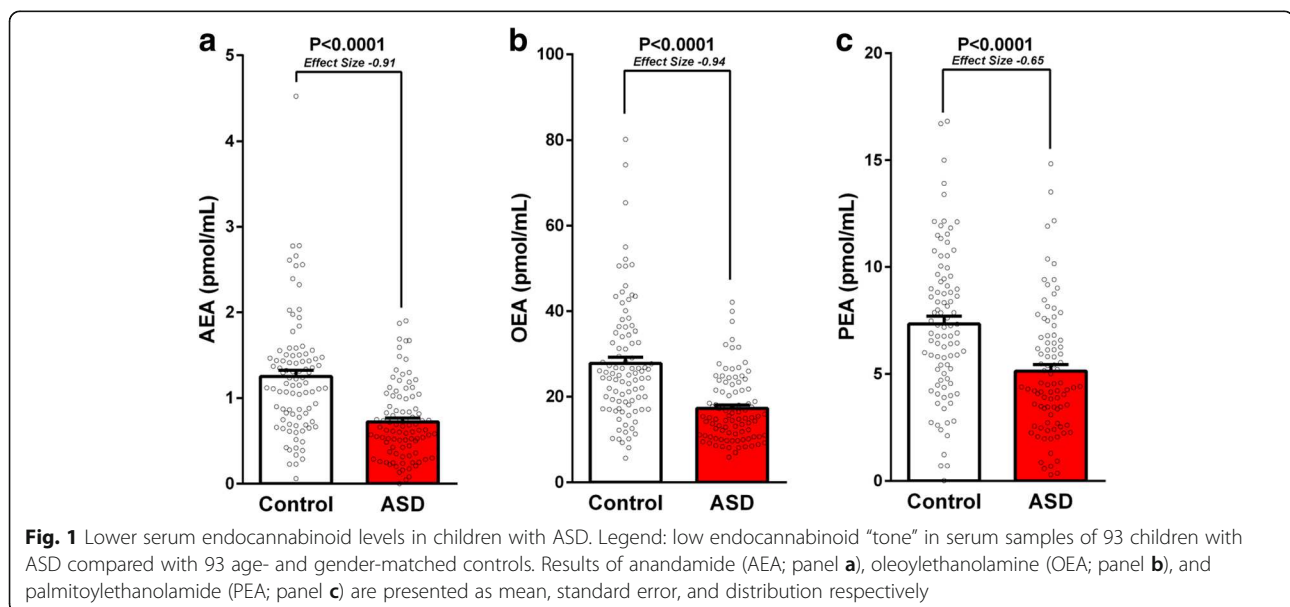 a
P<0.0001
Effect Size -0.91
5
4
3
2
1
0
AEA (pmol/mL)
Control ASD
b
P<0.0001
Effect Size -0.94
100
80
60
40
20
0
OEA (pmol/mL)
Control ASD
c
P<0.0001
Effect Size -0.65
20
15
10
5
0
PEA (pmol/mL)
Control ASD
Fig. 1 Lower serum endocannabinoid levels in children with ASD. Legend: low endocannabinoid “tone” in serum samples of 93 children with
ASD compared with 93 age- and gender-matched controls. Results of anandamide (AEA; panel a), oleoylethanolamine (OEA; panel b), and
palmitoylethanolamide (PEA; panel c) are presented as mean, standard error, and distribution respectively